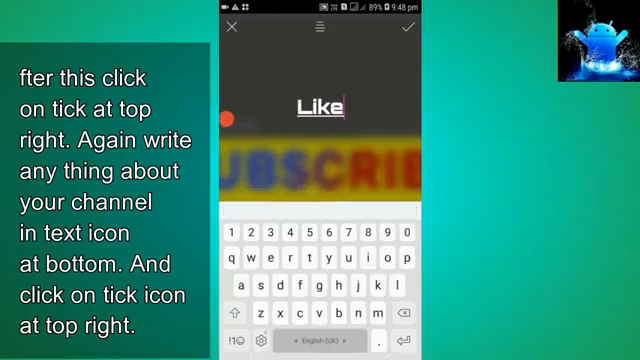 fter this click
on tick at top
right. Again write
any thing about
your channel
in text icon
at bottom. And
click on tick icon
at top right.
89% 9:48 pm
Like
UBSCRIBE
1 2 3 4 5 6 7 8 9 0
q w e r t y u i o p
a s d f g h j k l
z x c v b n m
!1☺ English (UK) .